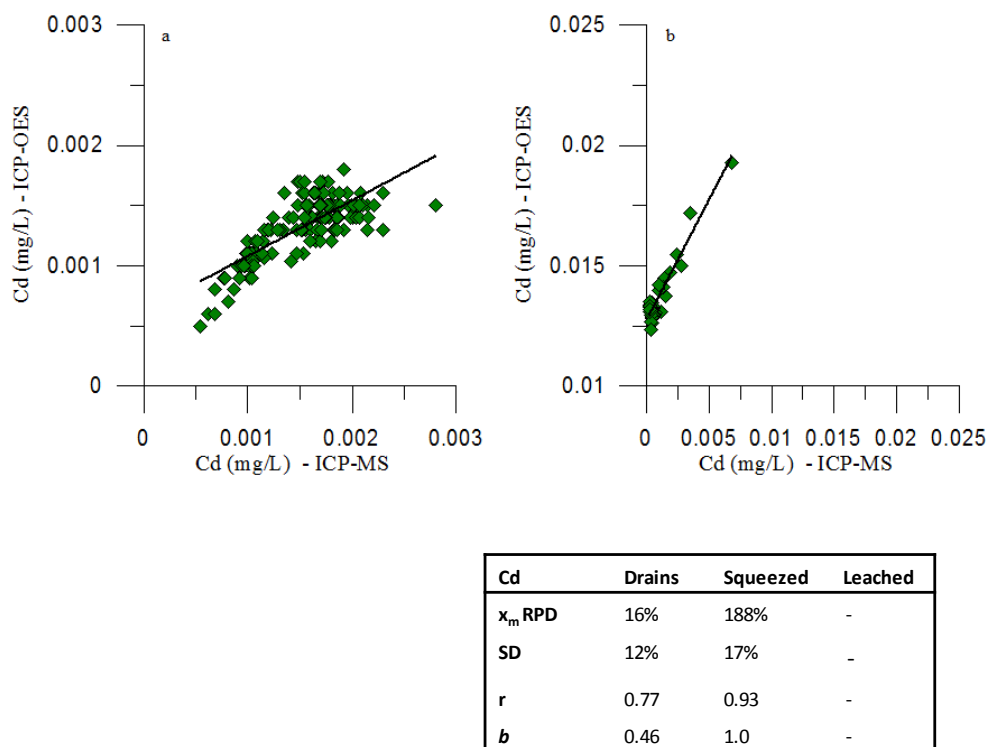 a
0.003
0.002
0.001
0
Cd (mg/L) - ICP-OES
0 0.001 0.002 0.003
Cd (mg/L) - ICP-MS
b
0.025
0.02
0.015
0.01
Cd (mg/L) - ICP-OES
0 0.005 0.01 0.015 0.02 0.025
Cd (mg/L) - ICP-MS
Cd Drains Squeezed Leached
xm RPD 16% 188% -
SD 12% 17% -
r 0.77 0.93 -
b 0.46 1.0 -